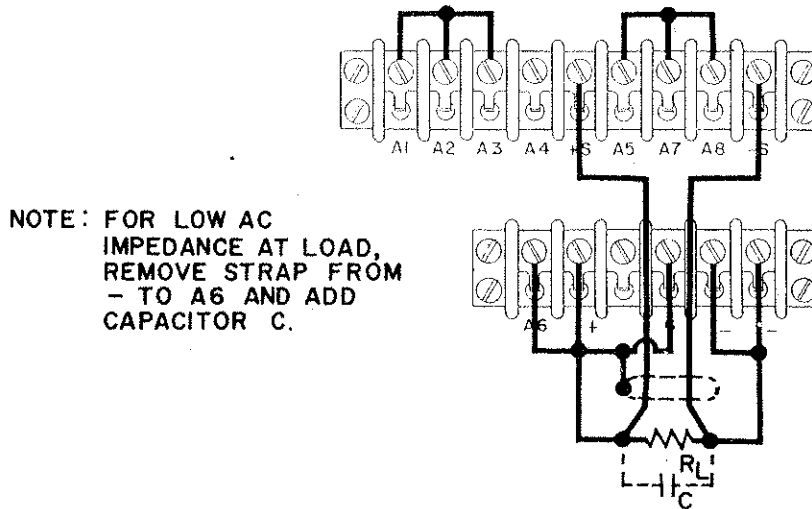 A1 A2 A3 A4 +S A5 A7 A8 -S
NOTE: FOR LOW AC
IMPEDANCE AT LOAD,
REMOVE STRAP FROM
– TO A6 AND ADD
CAPACITOR C.
A6 + – –
RL
C